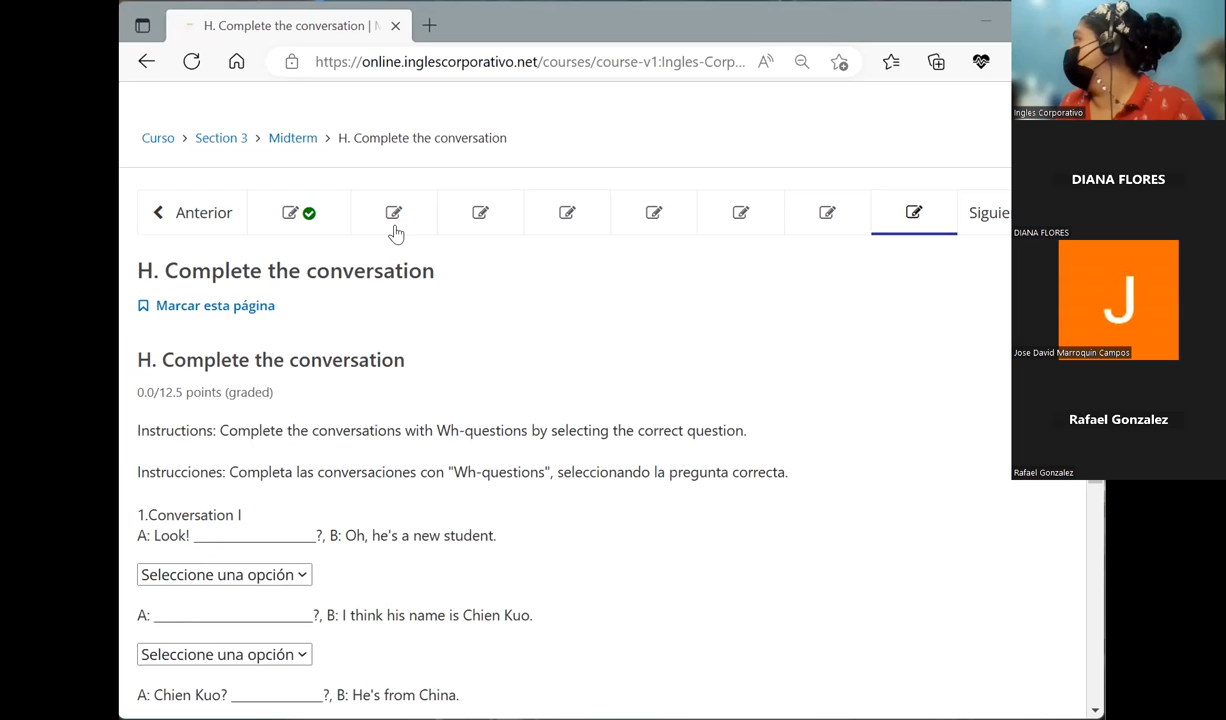 H. Complete the conversation | M
https://online.inglescorporativo.net/courses/course-v1:Ingles-Corp...
Curso > Section 3 > Midterm > H. Complete the conversation
Anterior
Siguie
H. Complete the conversation
Marcar esta página
H. Complete the conversation
0.0/12.5 points (graded)
Instructions: Complete the conversations with Wh-questions by selecting the correct question.
Instrucciones: Completa las conversaciones con "Wh-questions", seleccionando la pregunta correcta.
1.Conversation I
A: Look! _______________?, B: Oh, he's a new student.
Seleccione una opción
A: ____________________?, B: I think his name is Chien Kuo.
Seleccione una opción
A: Chien Kuo? ____________?, B: He's from China.
Ingles Corporativo
DIANA FLORES
DIANA FLORES
J
Jose David Marroquin Campos
Rafael Gonzalez
Rafael Gonzalez